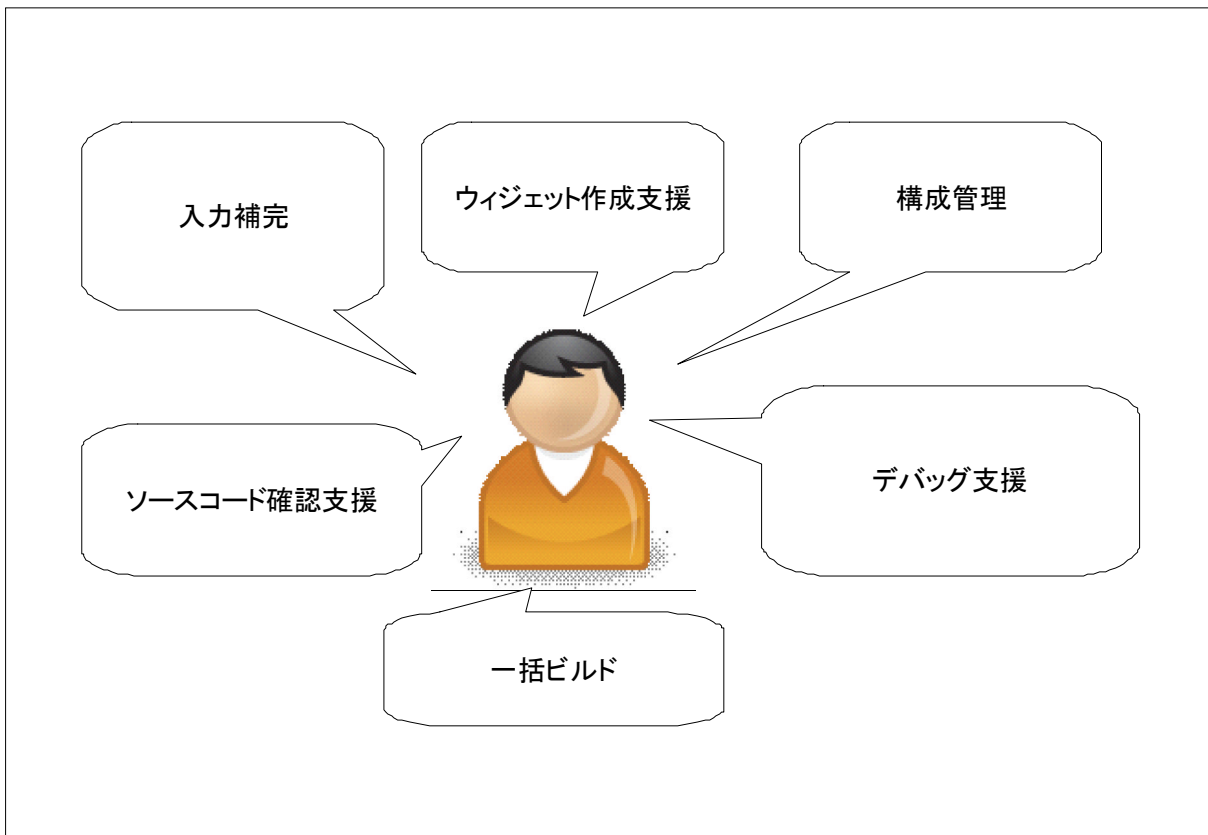 入力補完
ウィジェット作成支援
構成管理
ソースコード確認支援
デバッグ支援
一括ビルド